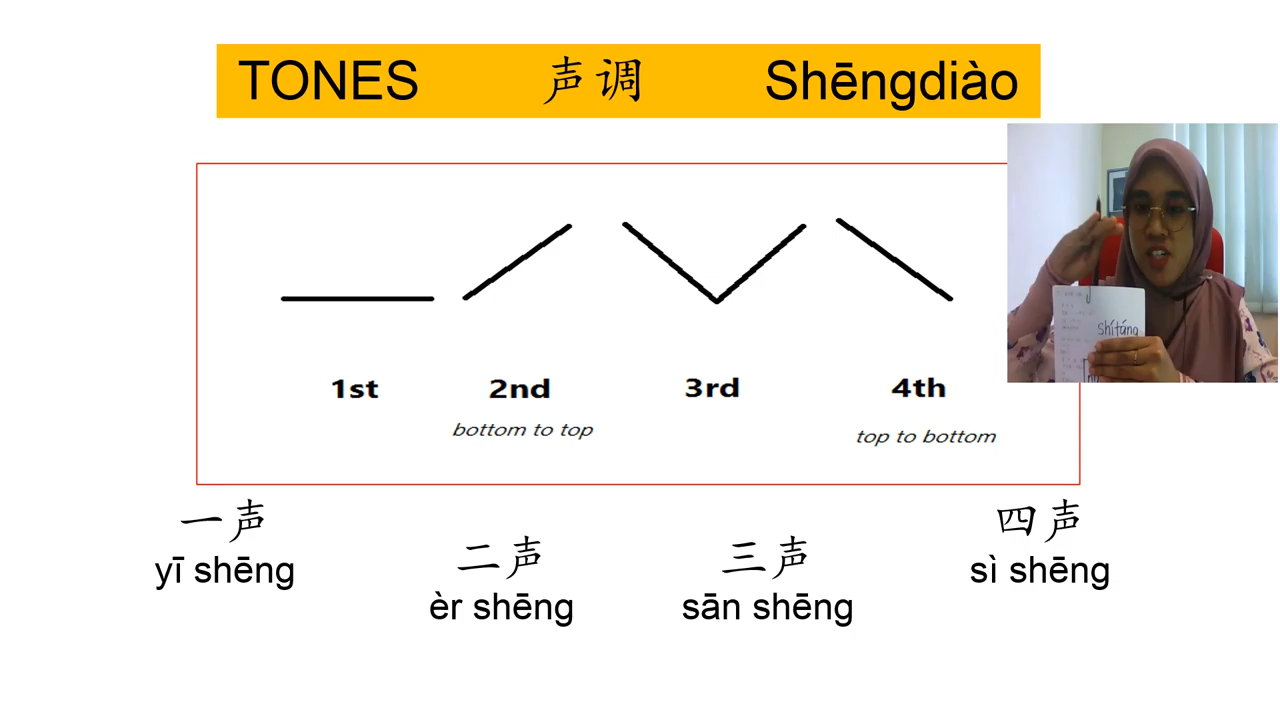 TONES 声调 Shēngdiào
1st 2nd 3rd 4th
bottom to top
top to bottom
一声
yī shēng
二声
èr shēng
三声
sān shēng
四声
sì shēng
shítáng